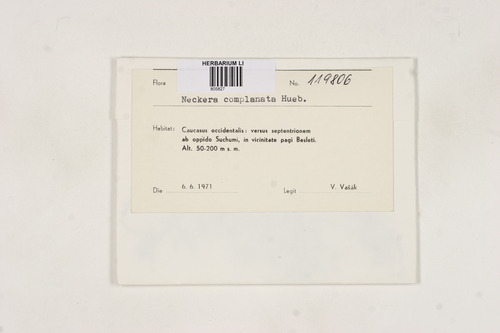 HERBARIUM LI
805827
Flora No. 119806
Neckera complanata Hueb.
Habitat: Caucasus occidentalis: versus septentrionem
ab oppido Suchumi, in vicinitate pagi Besleti.
Alt. 50-200 m s. m.
Die 6. 6. 1971 Legit V. Vašák